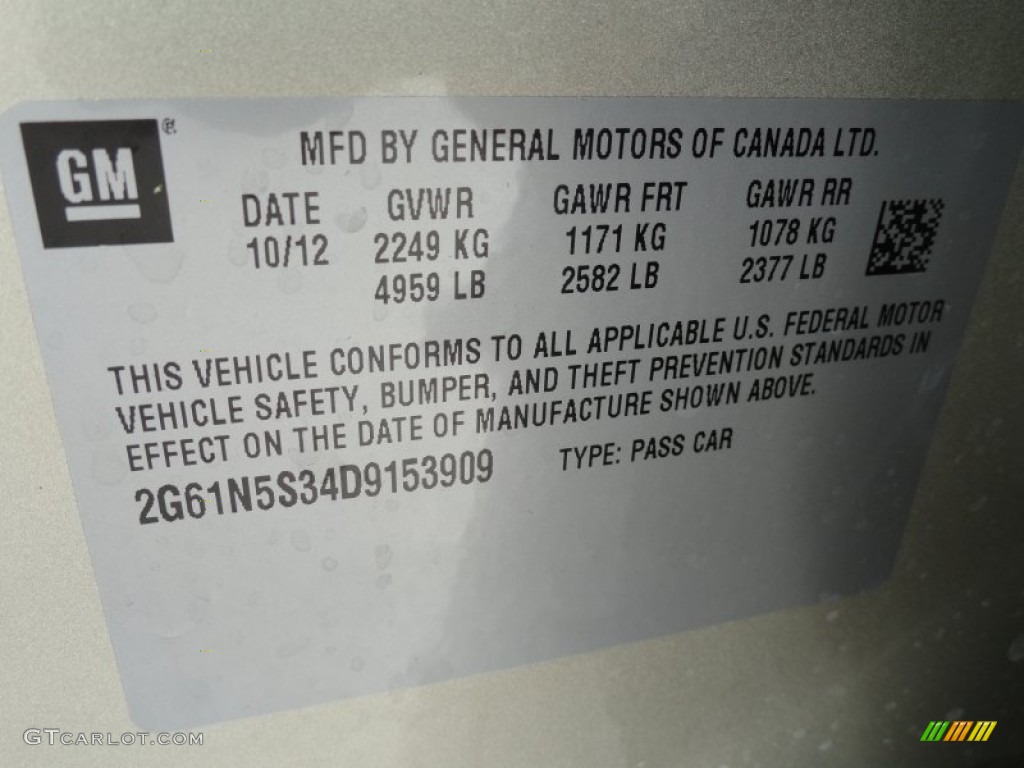 GM ®
MFD BY GENERAL MOTORS OF CANADA LTD.
DATE GVWR GAWR FRT GAWR RR
10/12 2249 KG 1171 KG 1078 KG
4959 LB 2582 LB 2377 LB
THIS VEHICLE CONFORMS TO ALL APPLICABLE U.S. FEDERAL MOTOR
VEHICLE SAFETY, BUMPER, AND THEFT PREVENTION STANDARDS IN
EFFECT ON THE DATE OF MANUFACTURE SHOWN ABOVE.
2G61N5S34D9153909 TYPE: PASS CAR
GTCARLOT.COM